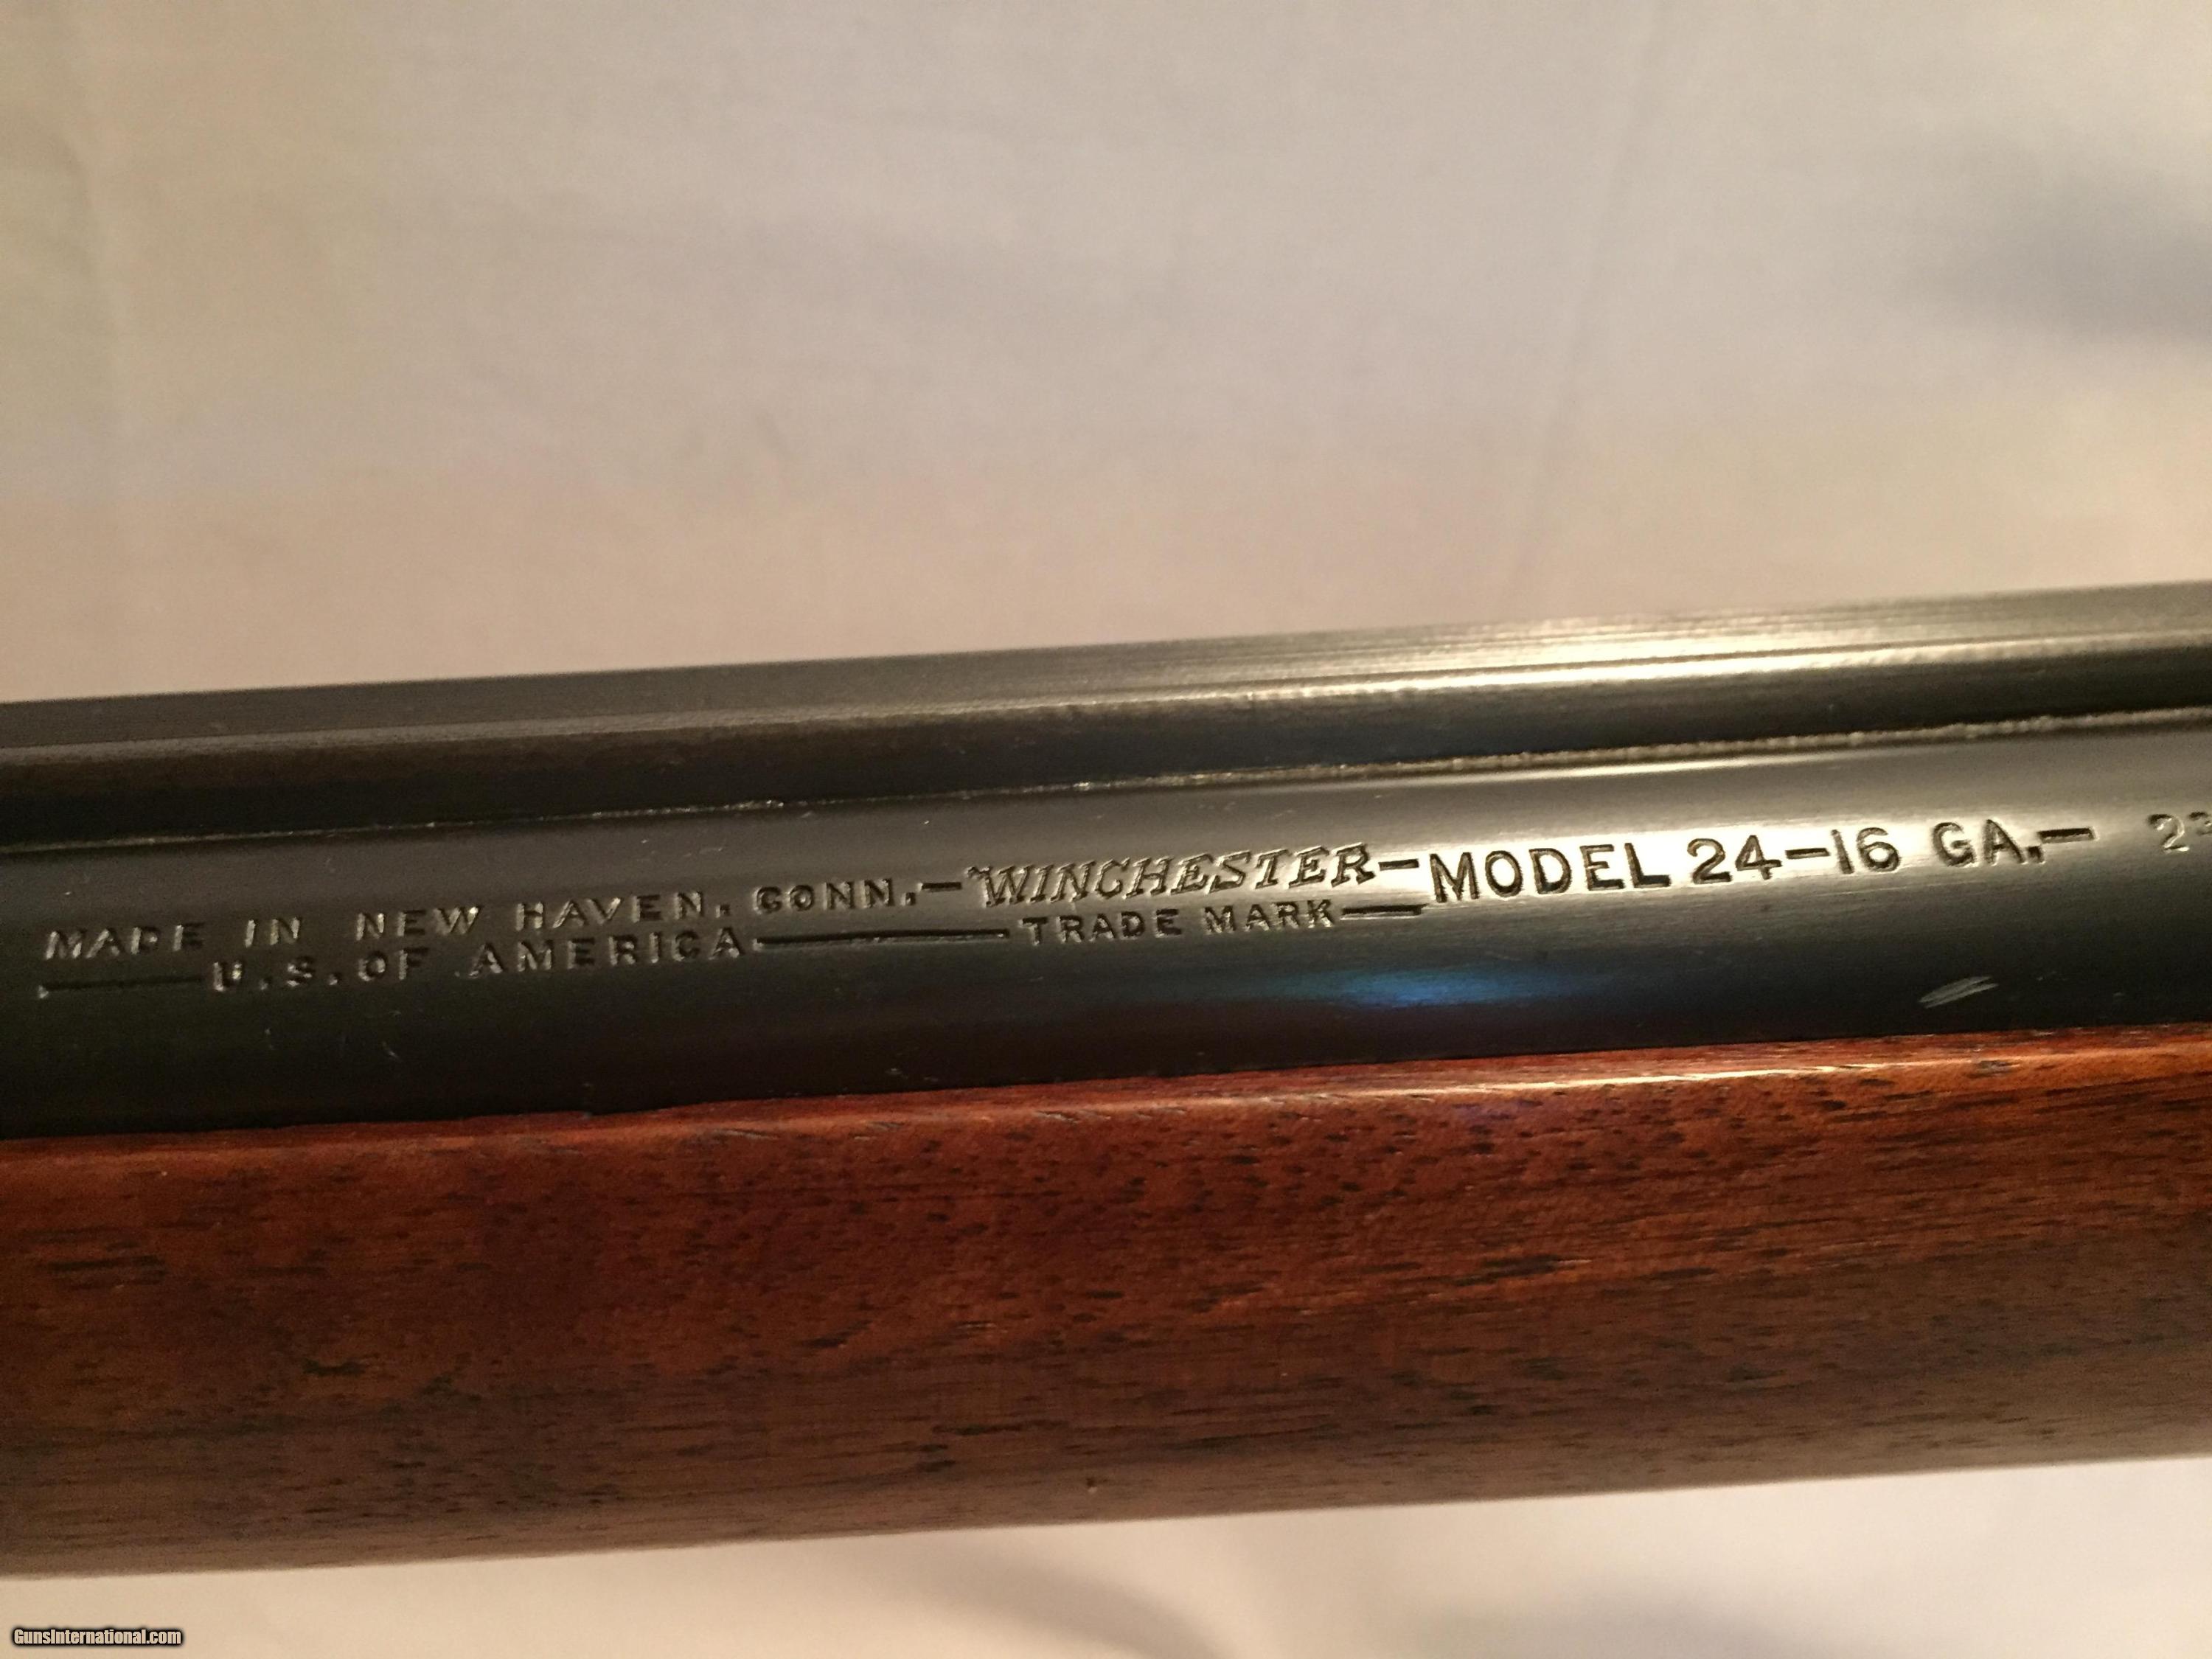 MADE IN NEW HAVEN, CONN.—WINCHESTER—MODEL 24–16 GA.—
U.S. OF AMERICA TRADE MARK
GunsInternational.com